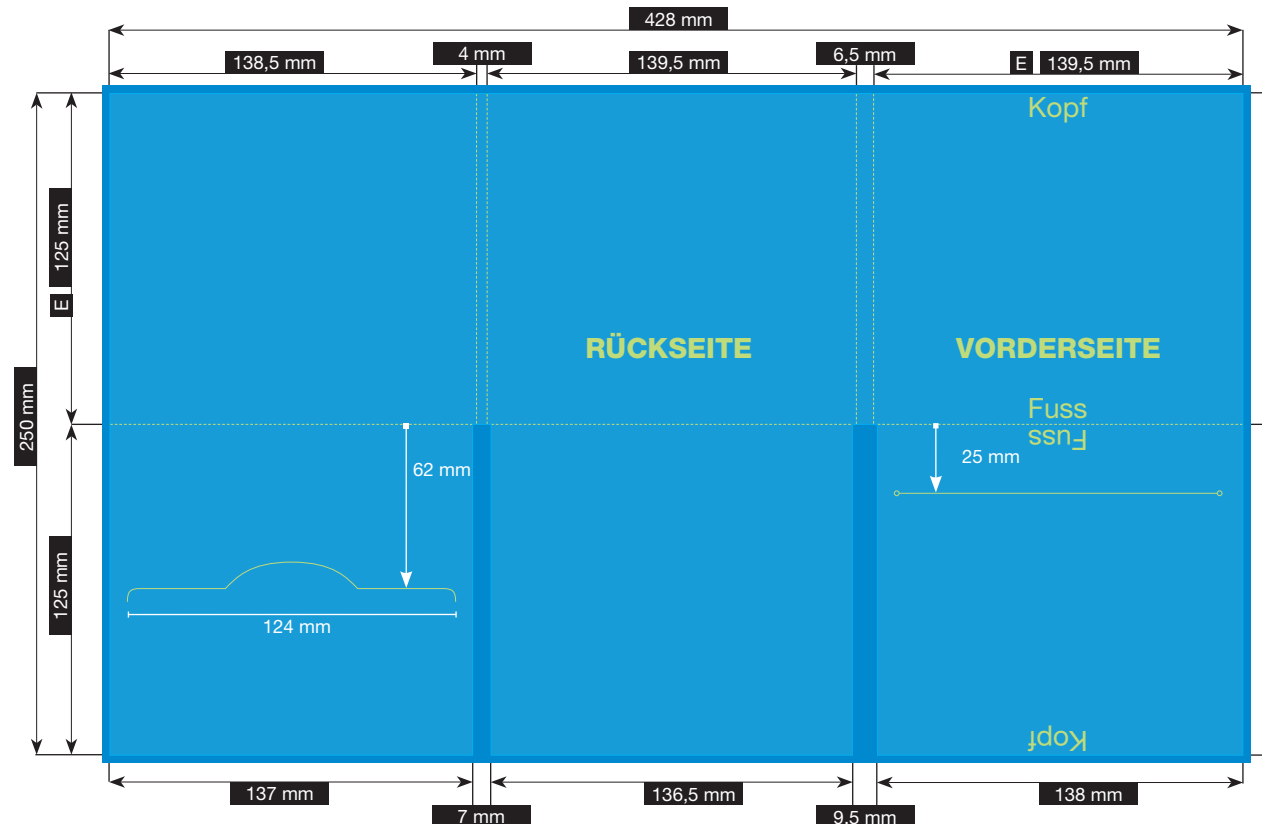 428 mm
4 mm
6,5 mm
138,5 mm
139,5 mm
E 139,5 mm
Kopf
125 mm
E
RÜCKSEITE
VORDERSEITE
250 mm
Fuss
Fuss
62 mm
25 mm
125 mm
124 mm
Kopf
137 mm
136,5 mm
138 mm
7 mm
9,5 mm